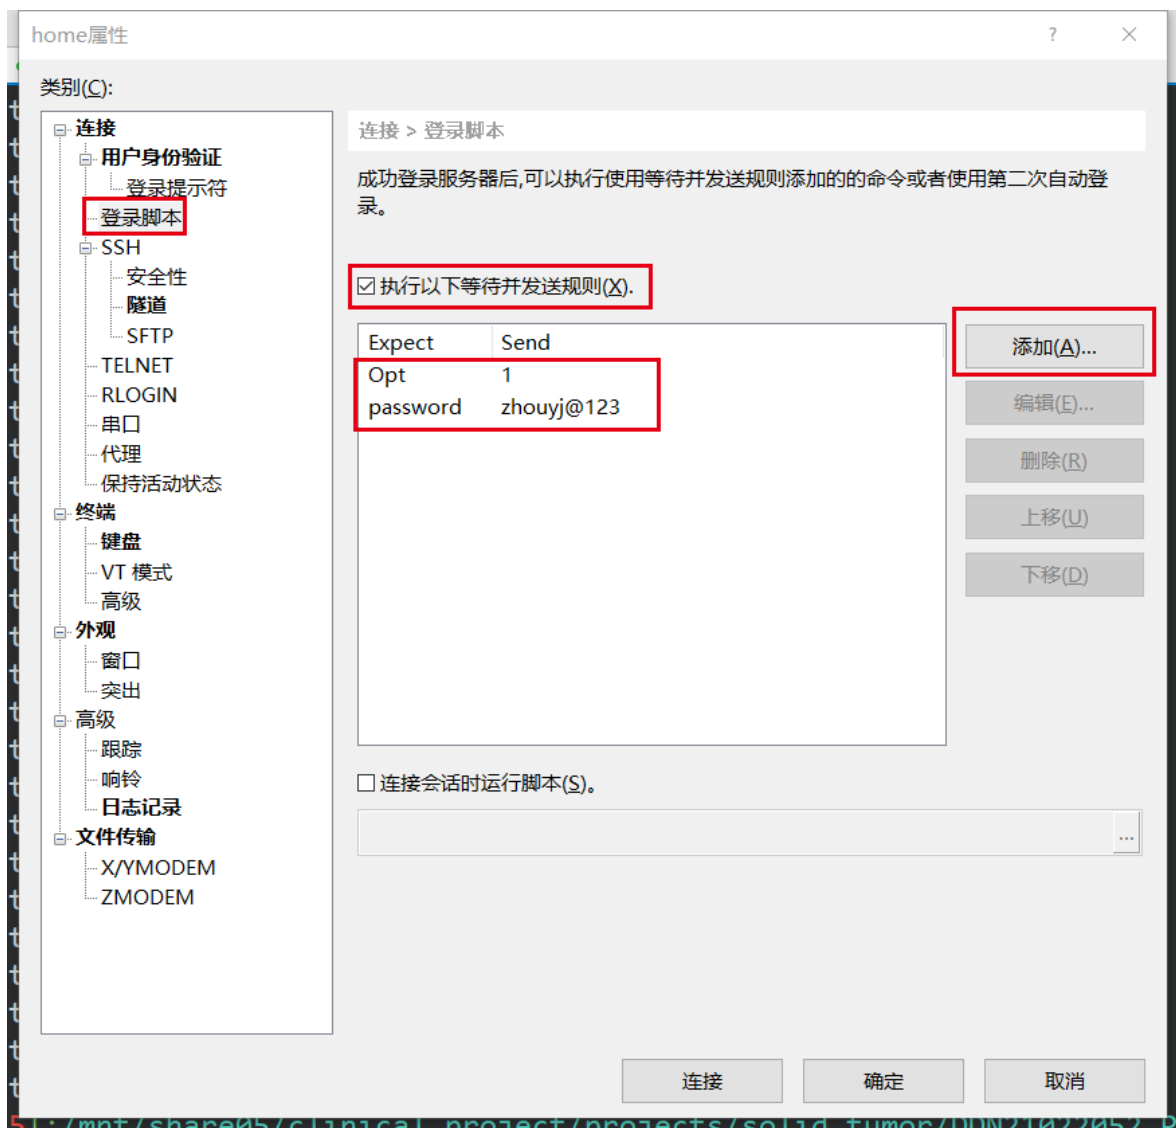 home属性
类别(C):
连接
用户身份验证
登录提示符
登录脚本
SSH
安全性
隧道
SFTP
TELNET
RLOGIN
串口
代理
保持活动状态
终端
键盘
VT 模式
高级
外观
窗口
突出
高级
跟踪
响铃
日志记录
文件传输
X/YMODEM
ZMODEM
连接 > 登录脚本
成功登录服务器后,可以执行使用等待并发送规则添加的的命令或者使用第二次自动登
录。
执行以下等待并发送规则(X).
Expect Send
Opt 1
password zhouyj@123
添加(A)...
编辑(E)...
删除(R)
上移(U)
下移(D)
连接会话时运行脚本(S)。
...
连接 确定 取消
5]:/mnt/share05/clinical_project/projects/solid_tumor/DDN21022052